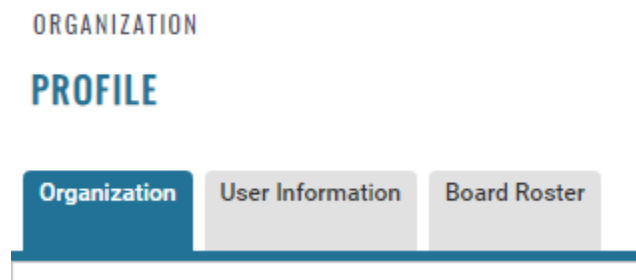 ORGANIZATION
PROFILE
Organization User Information Board Roster